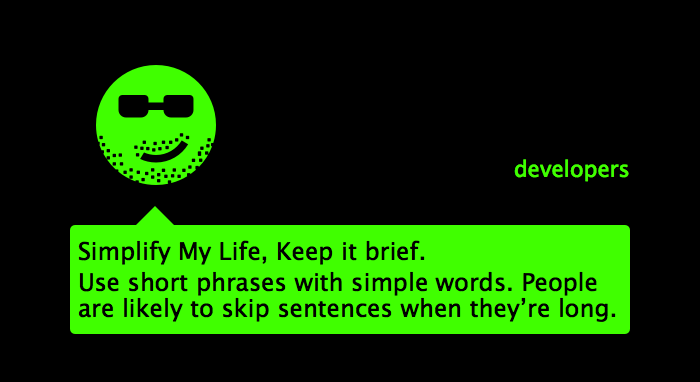 developers
Simplify My Life, Keep it brief.
Use short phrases with simple words. People
are likely to skip sentences when they’re long.